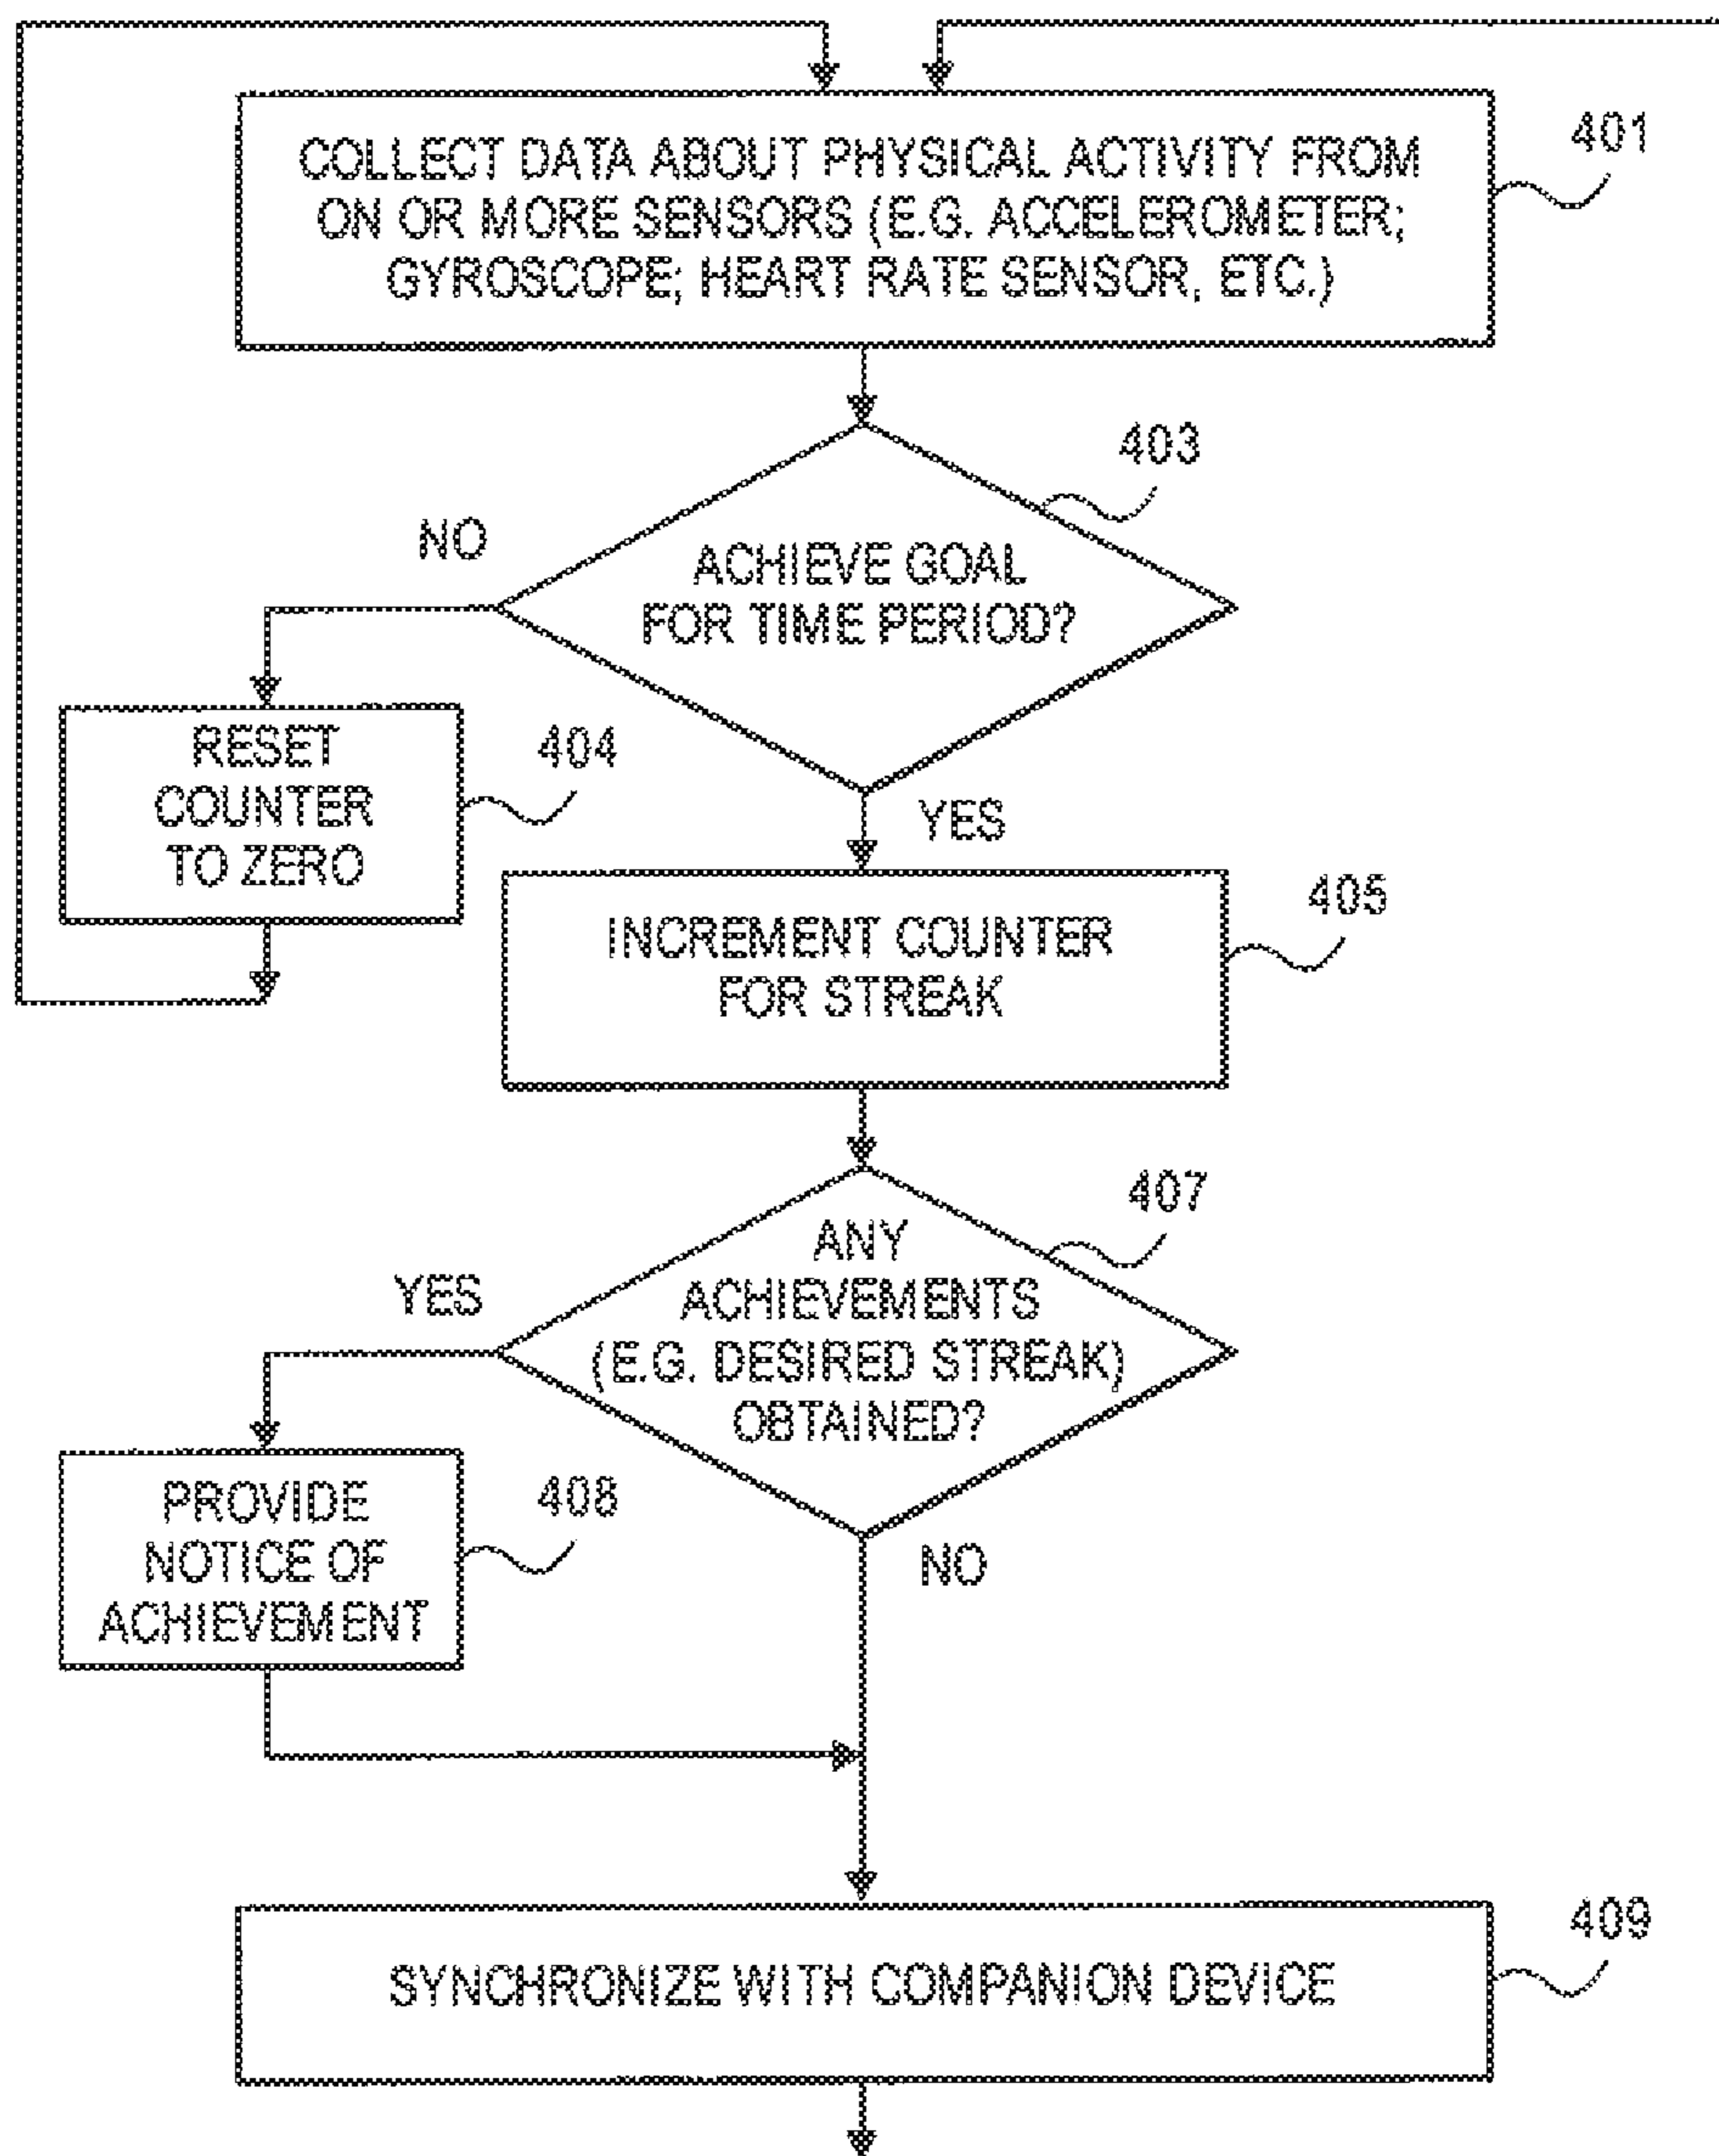 COLLECT DATA ABOUT PHYSICAL ACTIVITY FROM
ON OR MORE SENSORS (E.G. ACCELEROMETER;
GYROSCOPE; HEART RATE SENSOR, ETC.)
401
403
NO
ACHIEVE GOAL
FOR TIME PERIOD?
RESET
COUNTER
TO ZERO
404
YES
INCREMENT COUNTER
FOR STREAK
405
407
YES
ANY
ACHIEVEMENTS
(E.G. DESIRED STREAK)
OBTAINED?
PROVIDE
NOTICE OF
ACHIEVEMENT
408
NO
409
SYNCHRONIZE WITH COMPANION DEVICE